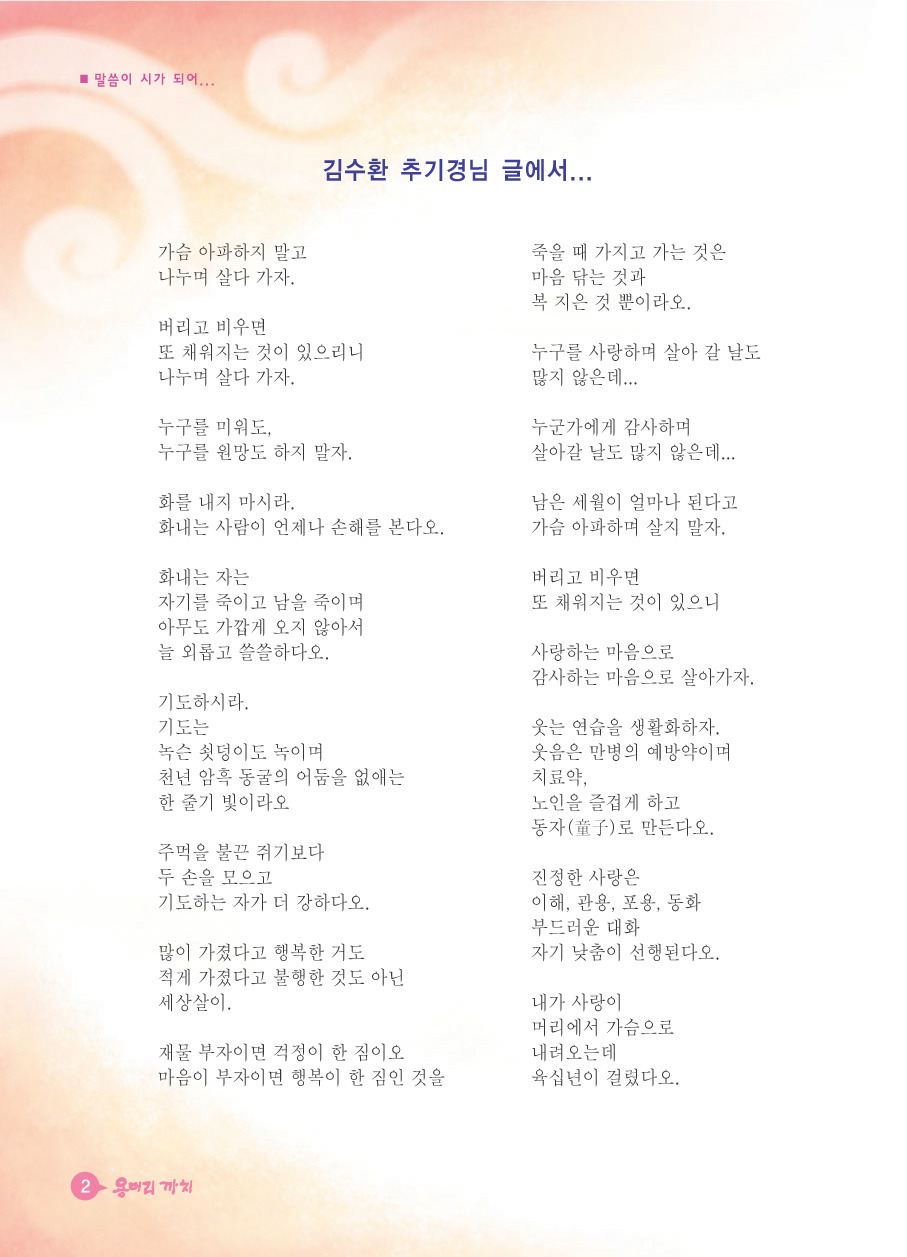 ■ 말씀이 시가 되어...
김수환 추기경님 글에서...
가슴 아파하지 말고
나누며 살다 가자.
버리고 비우면
또 채워지는 것이 있으리니
나누며 살다 가자.
누구를 미워도,
누구를 원망도 하지 말자.
화를 내지 마시라.
화내는 사람이 언제나 손해를 본다오.
화내는 자는
자기를 죽이고 남을 죽이며
아무도 가깝게 오지 않아서
늘 외롭고 쓸쓸하다오.
기도하시라.
기도는
녹슨 쇳덩이도 녹이며
천년 암흑 동굴의 어둠을 없애는
한 줄기 빛이라오
주먹을 불끈 쥐기보다
두 손을 모으고
기도하는 자가 더 강하다오.
많이 가졌다고 행복한 거도
적게 가졌다고 불행한 것도 아닌
세상살이.
재물 부자이면 걱정이 한 짐이오
마음이 부자이면 행복이 한 짐인 것을
죽을 때 가지고 가는 것은
마음 닦는 것과
복 지은 것 뿐이라오.
누구를 사랑하며 살아 갈 날도
많지 않은데...
누군가에게 감사하며
살아갈 날도 많지 않은데...
남은 세월이 얼마나 된다고
가슴 아파하며 살지 말자.
버리고 비우면
또 채워지는 것이 있으니
사랑하는 마음으로
감사하는 마음으로 살아가자.
웃는 연습을 생활화하자.
웃음은 만병의 예방약이며
치료약,
노인을 즐겁게 하고
동자(童子)로 만든다오.
진정한 사랑은
이해, 관용, 포용, 동화
부드러운 대화
자기 낮춤이 선행된다오.
내가 사랑이
머리에서 가슴으로
내려오는데
육십년이 걸렸다오.
2 용머리 까치